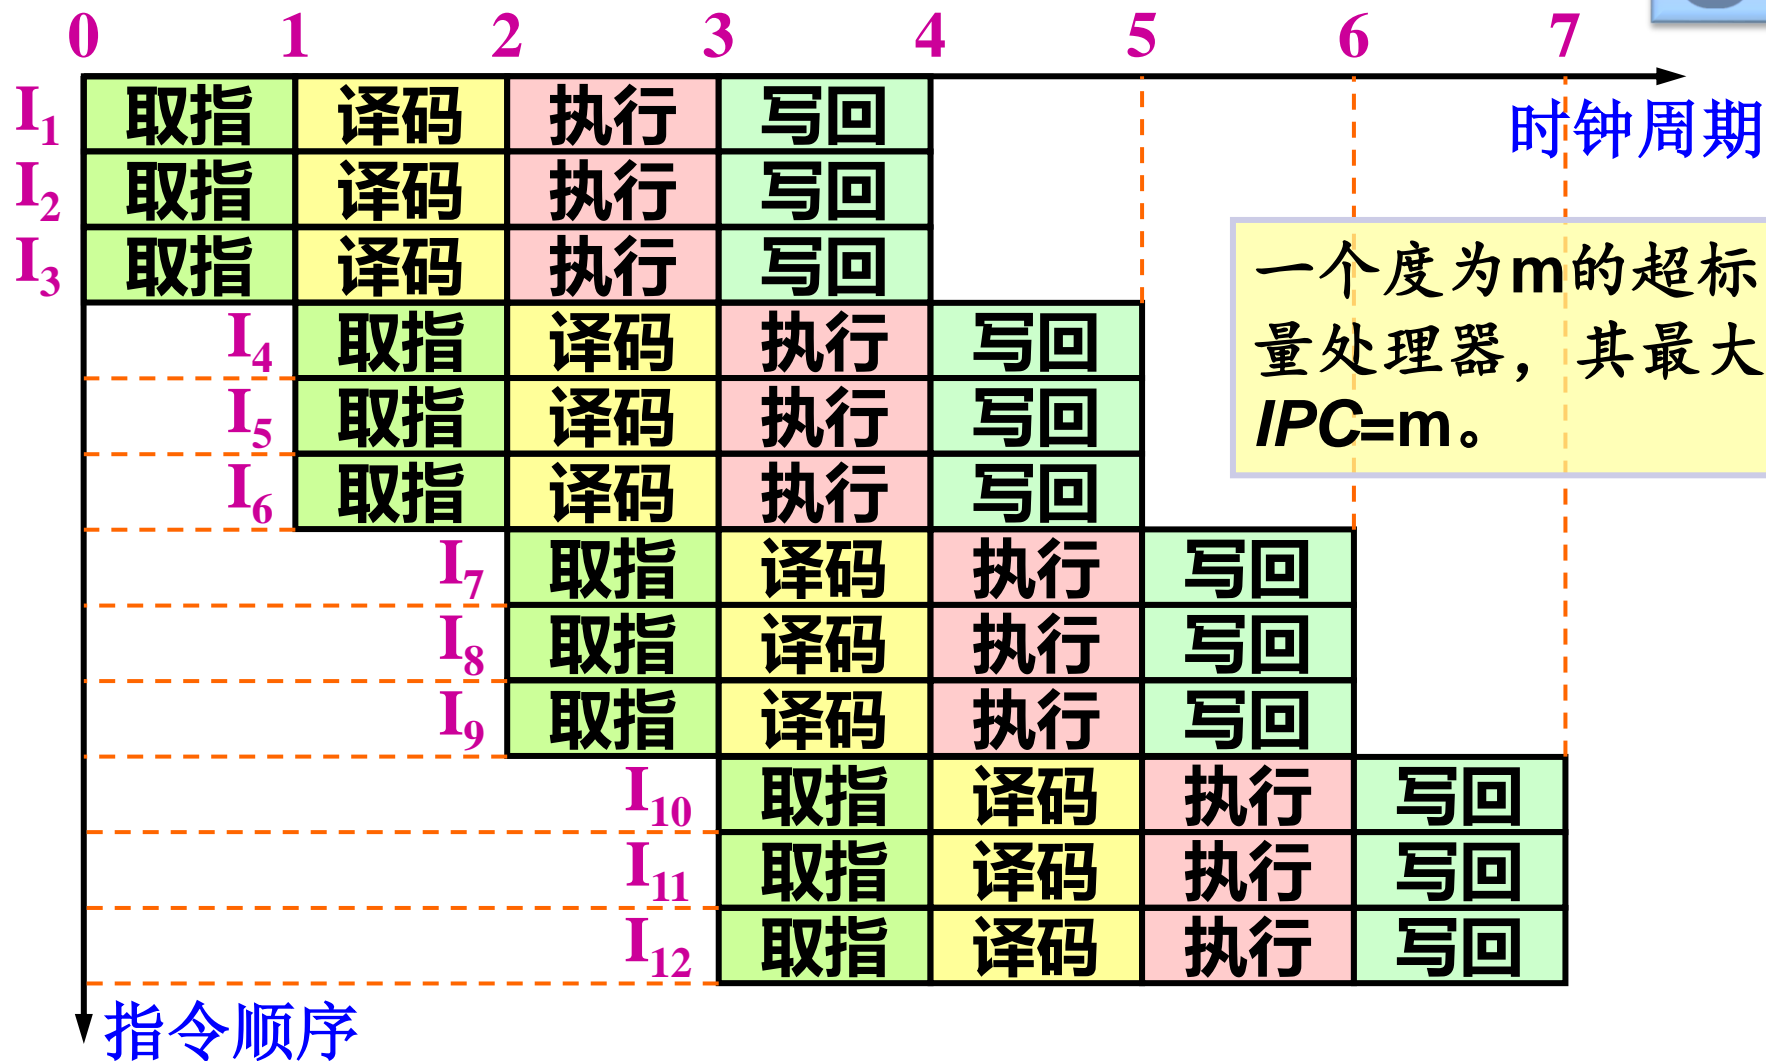 0 1 2 3 4 5 6 7
时钟周期
I1 取指 译码 执行 写回
I2 取指 译码 执行 写回
I3 取指 译码 执行 写回
I4 取指 译码 执行 写回
I5 取指 译码 执行 写回
I6 取指 译码 执行 写回
I7 取指 译码 执行 写回
I8 取指 译码 执行 写回
I9 取指 译码 执行 写回
I10 取指 译码 执行 写回
I11 取指 译码 执行 写回
I12 取指 译码 执行 写回
一个度为m的超标
量处理器，其最大
IPC=m。
指令顺序